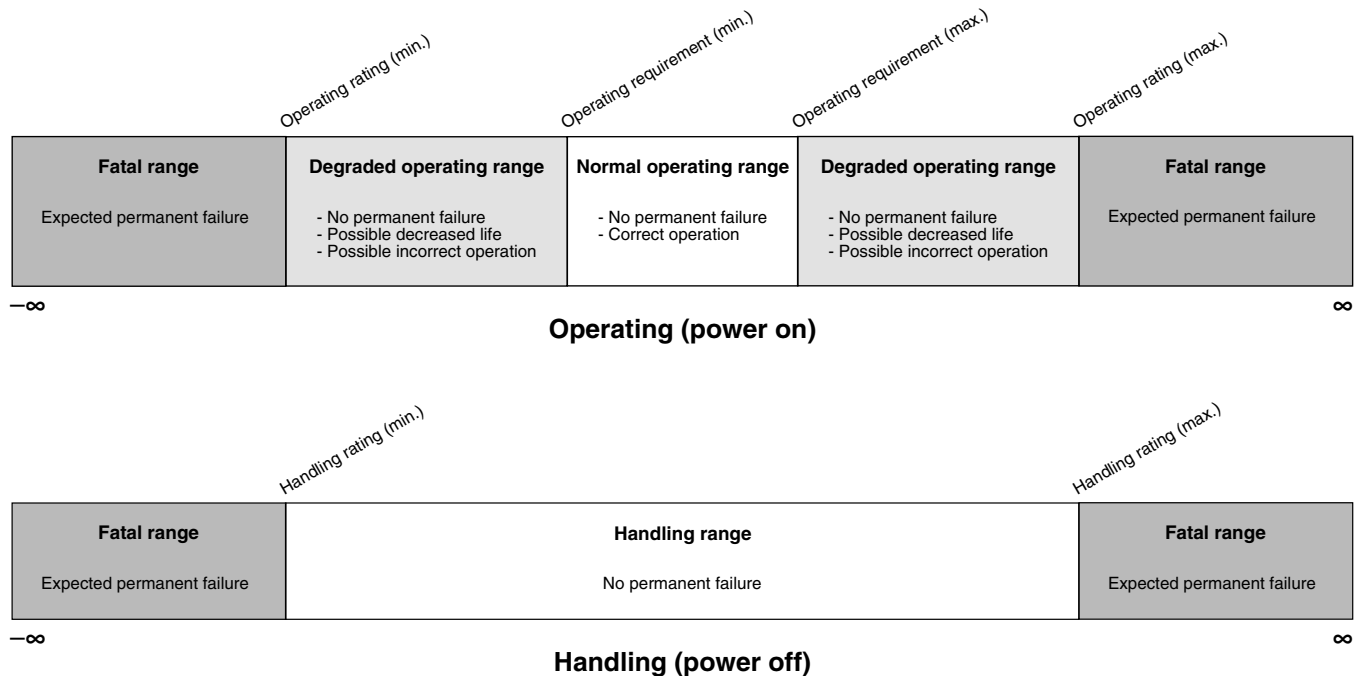 Operating rating (min.)
Operating requirement (min.)
Operating requirement (max.)
Operating rating (max.)
Fatal range
Degraded operating range
Normal operating range
Degraded operating range
Fatal range
Expected permanent failure
- No permanent failure
- Possible decreased life
- Possible incorrect operation
- No permanent failure
- Correct operation
- No permanent failure
- Possible decreased life
- Possible incorrect operation
Expected permanent failure
–∞
∞
Operating (power on)
Handling rating (min.)
Handling rating (max.)
Fatal range
Handling range
Fatal range
Expected permanent failure
No permanent failure
Expected permanent failure
–∞
∞
Handling (power off)